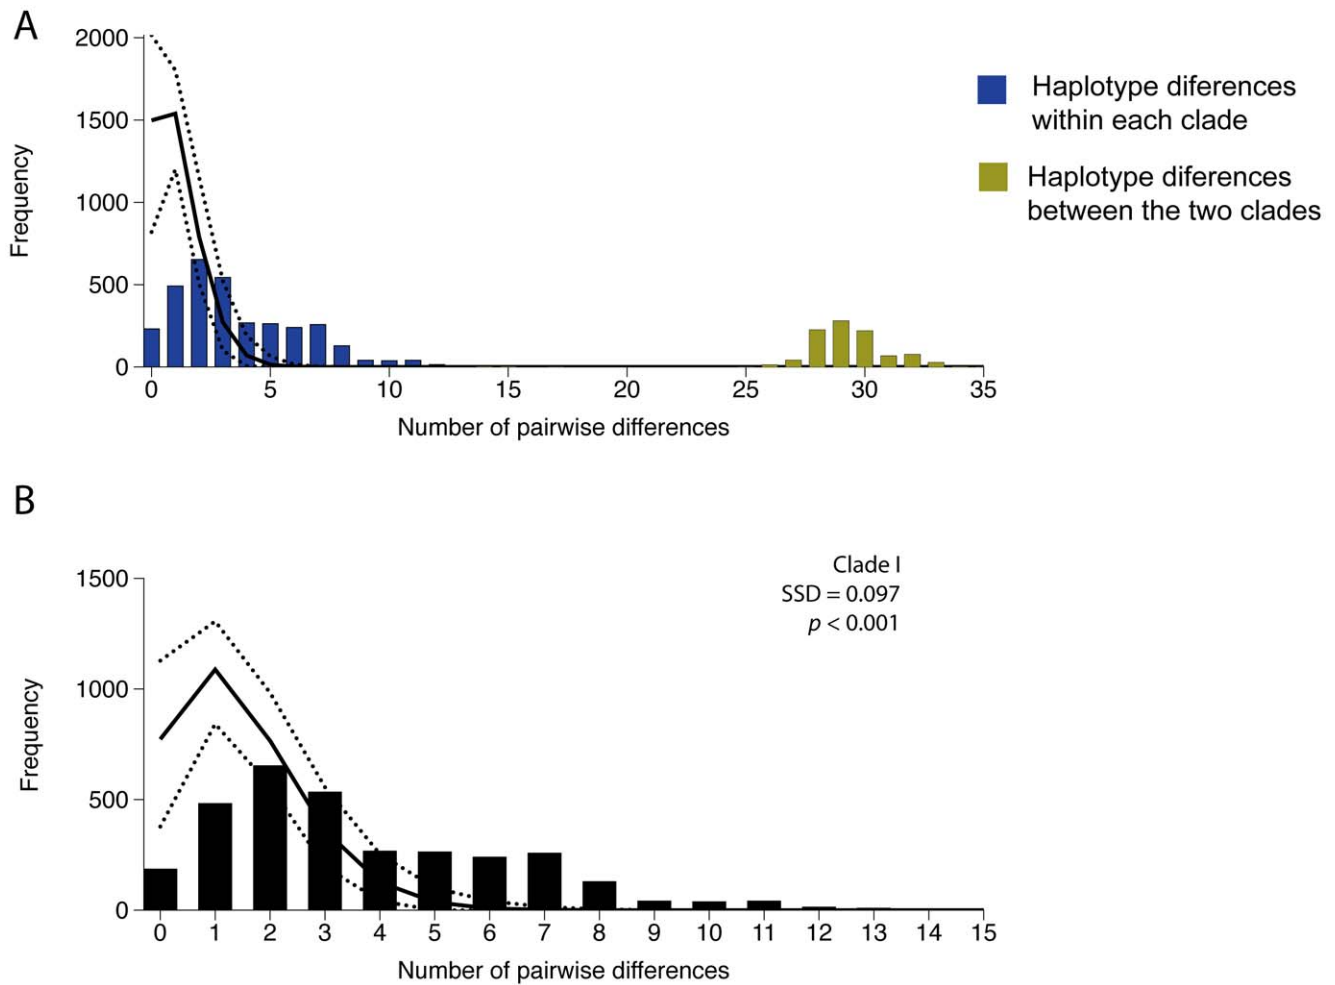 A
2000
1500
1000
500
0
Frequency
0 5 10 15 20 25 30 35
Number of pairwise differences
Haplotype diferences
within each clade
Haplotype diferences
between the two clades
B
Clade I
SSD = 0.097
p < 0.001
1500
1000
500
0
Frequency
0 1 2 3 4 5 6 7 8 9 10 11 12 13 14 15
Number of pairwise differences